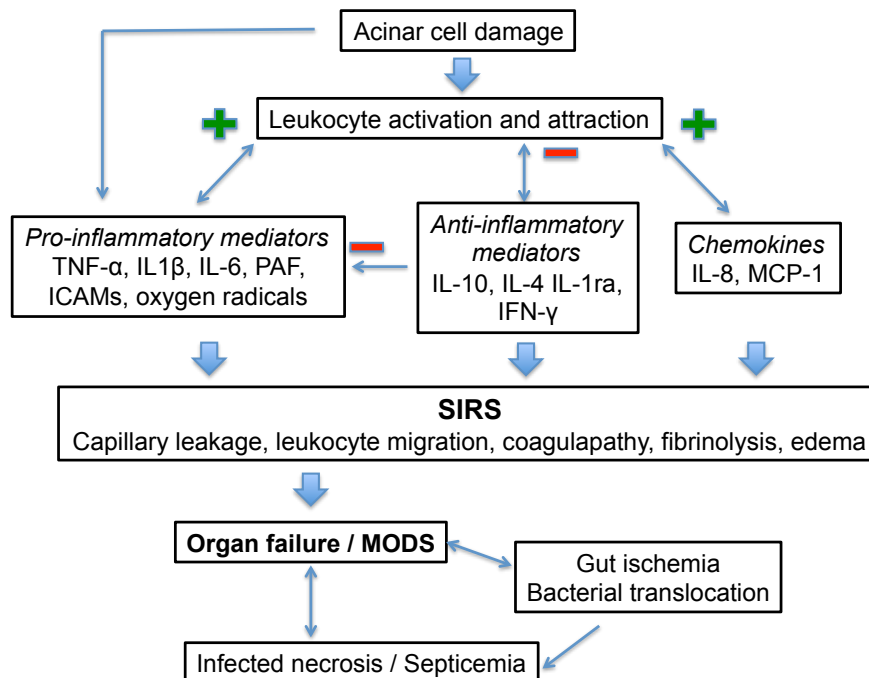 Acinar cell damage
Leukocyte activation and attraction
Pro-inflammatory mediators
TNF-α, IL1β, IL-6, PAF,
ICAMs, oxygen radicals
Anti-inflammatory
mediators
IL-10, IL-4 IL-1ra,
IFN-γ
Chemokines
IL-8, MCP-1
SIRS
Capillary leakage, leukocyte migration, coagulapathy, fibrinolysis, edema
Organ failure / MODS
Gut ischemia
Bacterial translocation
Infected necrosis / Septicemia